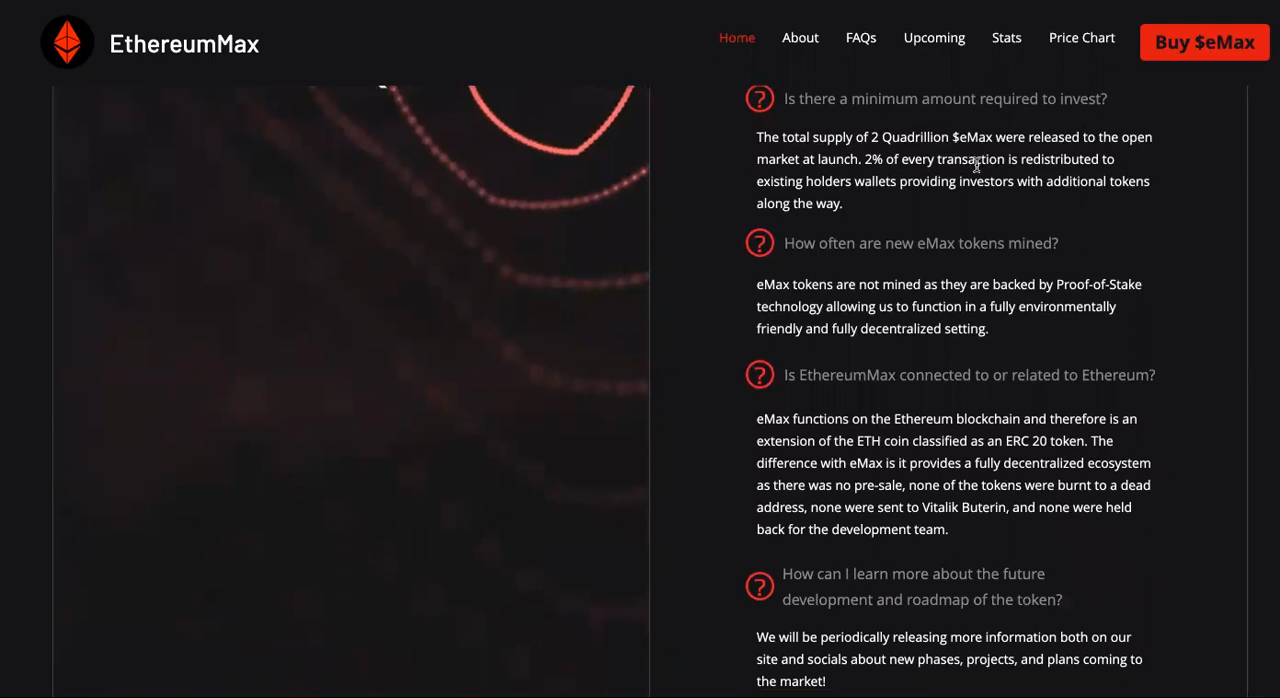 EthereumMax
Home
About
FAQs
Upcoming
Stats
Price Chart
Buy $eMax
Is there a minimum amount required to invest?
The total supply of 2 Quadrillion $eMax were released to the open
market at launch. 2% of every transaction is redistributed to
existing holders wallets providing investors with additional tokens
along the way.
How often are new eMax tokens mined?
eMax tokens are not mined as they are backed by Proof-of-Stake
technology allowing us to function in a fully environmentally
friendly and fully decentralized setting.
Is EthereumMax connected to or related to Ethereum?
eMax functions on the Ethereum blockchain and therefore is an
extension of the ETH coin classified as an ERC 20 token. The
difference with eMax is it provides a fully decentralized ecosystem
as there was no pre-sale, none of the tokens were burnt to a dead
address, none were sent to Vitalik Buterin, and none were held
back for the development team.
How can I learn more about the future
development and roadmap of the token?
We will be periodically releasing more information both on our
site and socials about new phases, projects, and plans coming to
the market!